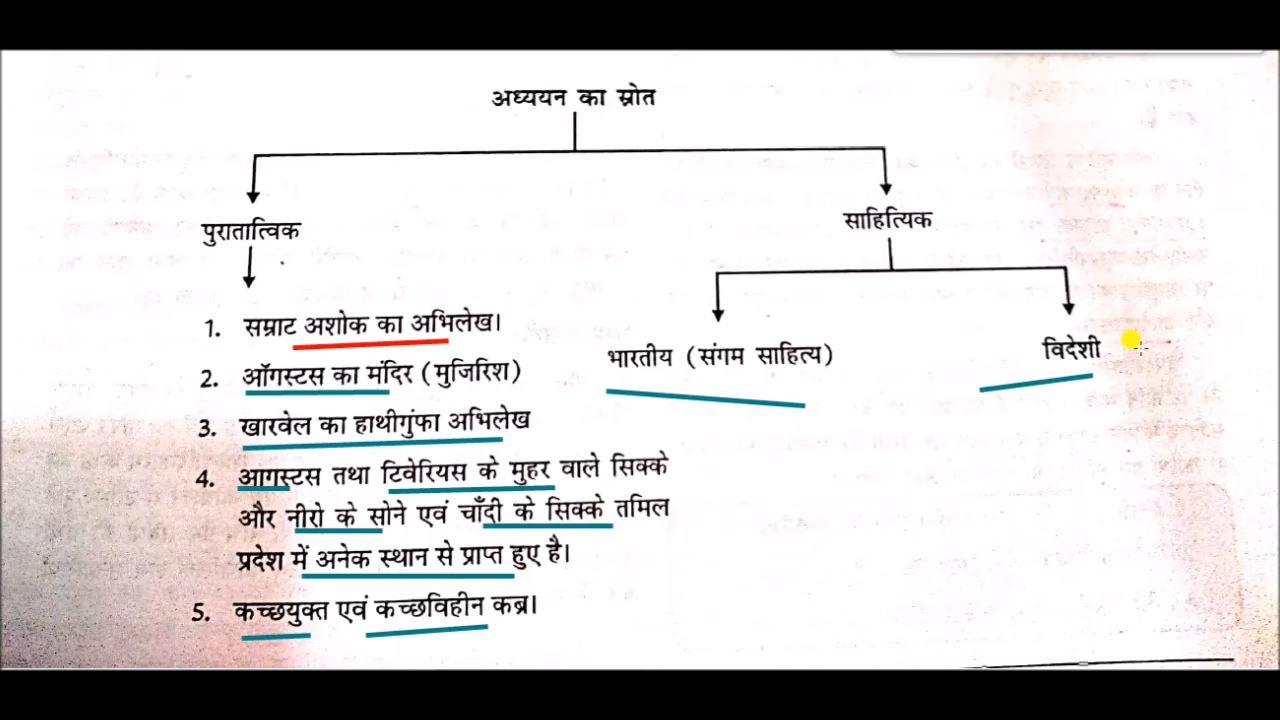 अध्ययन का स्रोत
पुरातात्विक
साहित्यिक
1. सम्राट अशोक का अभिलेख।
2. ऑगस्टस का मंदिर (मुजिरिश)
3. खारवेल का हाथीगुंफा अभिलेख
4. आगस्टस तथा टिवेरियस के मुहर वाले सिक्के
और नीरो के सोने एवं चाँदी के सिक्के तमिल
प्रदेश में अनेक स्थान से प्राप्त हुए है।
5. कच्छयुक्त एवं कच्छविहीन कब्र।
भारतीय (संगम साहित्य)
विदेशी